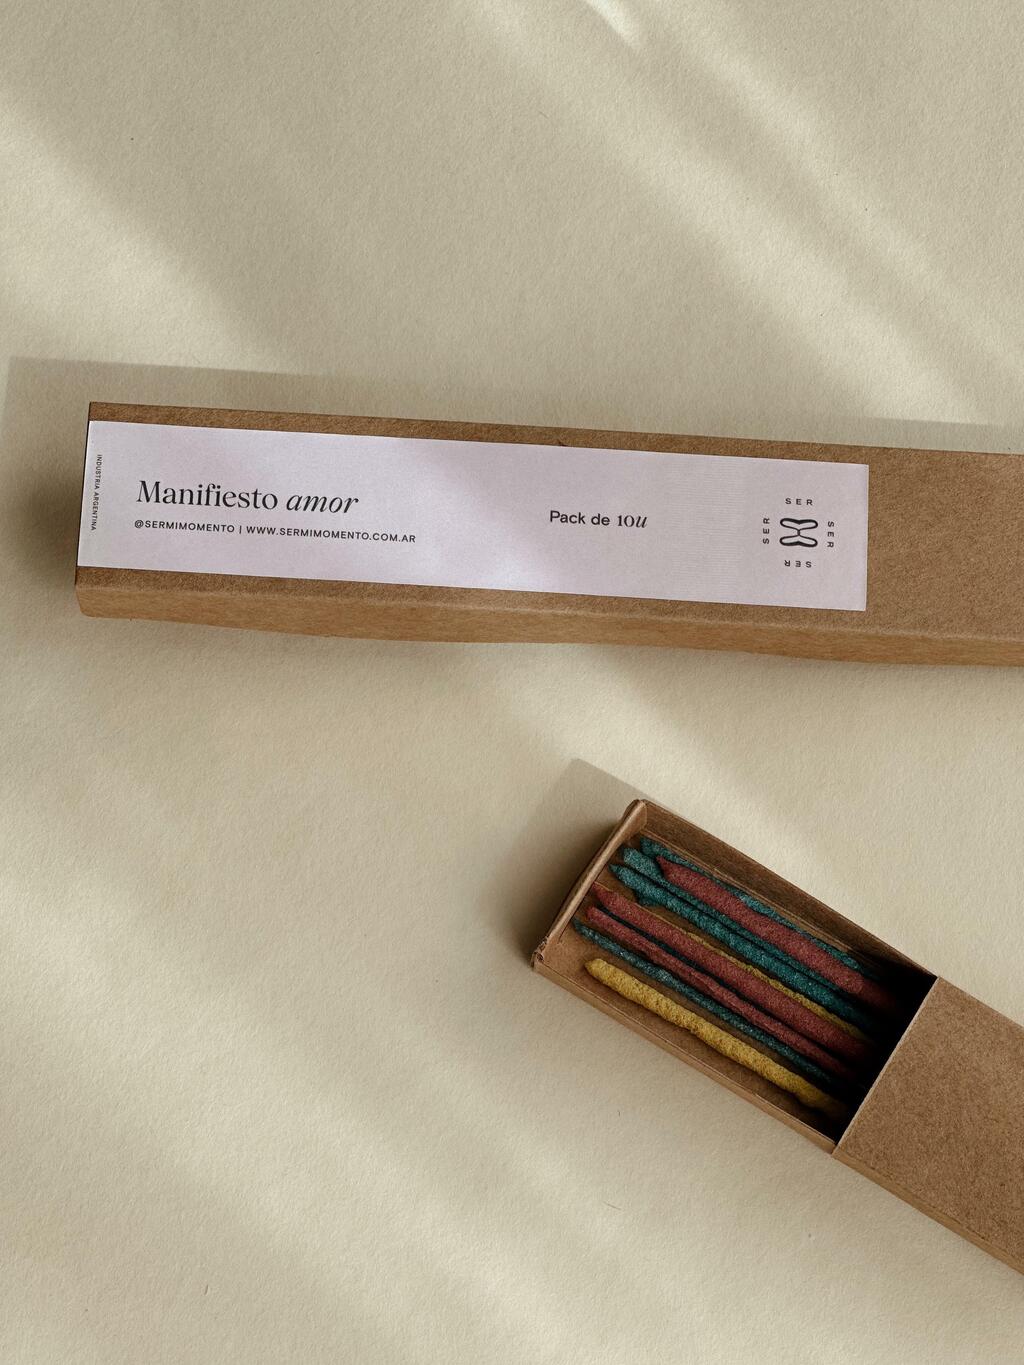 INDUSTRIA ARGENTINA
Manifiesto amor
@SERMIMOMENTO | WWW.SERMIMOMENTO.COM.AR
Pack de 10u
SER
SER
SER
SER